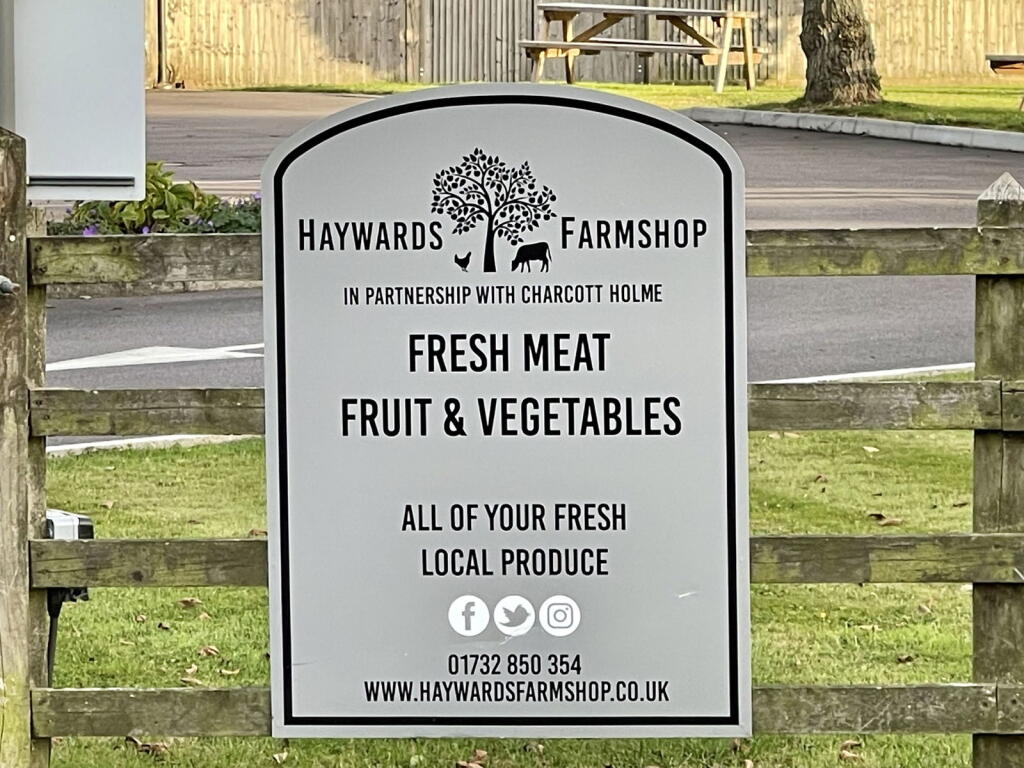 HAYWARDS FARMSHOP
IN PARTNERSHIP WITH CHARCOTT HOLME
FRESH MEAT
FRUIT & VEGETABLES
ALL OF YOUR FRESH
LOCAL PRODUCE
01732 850 354
WWW.HAYWARDSFARMSHOP.CO.UK